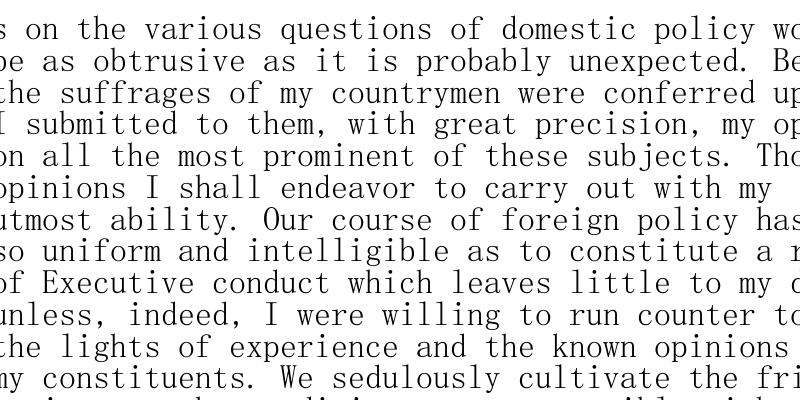 s on the various questions of domestic policy wo
be as obtrusive as it is probably unexpected. Be
the suffrages of my countrymen were conferred up
I submitted to them, with great precision, my op
on all the most prominent of these subjects. Tho
opinions I shall endeavor to carry out with my
utmost ability. Our course of foreign policy has
so uniform and intelligible as to constitute a r
of Executive conduct which leaves little to my d
unless, indeed, I were willing to run counter to
the lights of experience and the known opinions
my constituents. We sedulously cultivate the fri